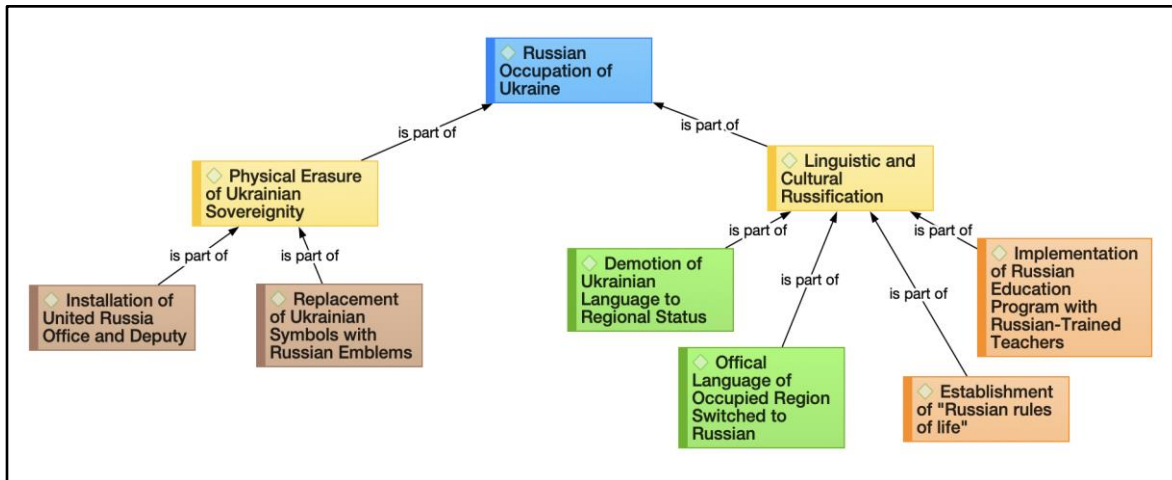 Russian
Occupation of
Ukraine
is part of
is part of
Physical Erasure
of Ukrainian
Sovereignity
Linguistic and
Cultural
Russification
is part of
is part of
is part of
is part of
is part of
is part of
Installation of
United Russia
Office and Deputy
Replacement
of Ukrainian
Symbols with
Russian Emblems
Demotion of
Ukrainian
Language to
Regional Status
Offical
Language of
Occupied Region
Switched to
Russian
Establishment
of "Russian rules
of life"
Implementation
of Russian
Education
Program with
Russian-Trained
Teachers